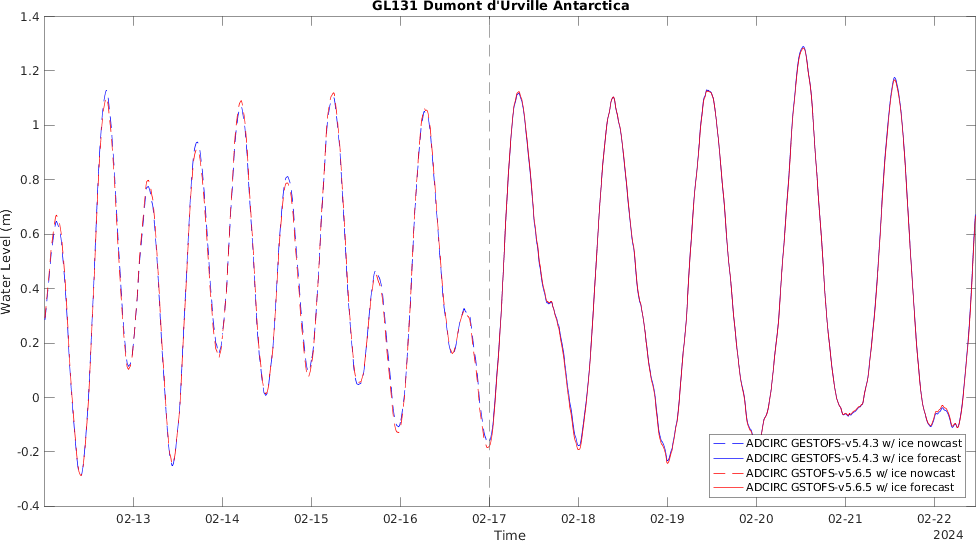 GL131 Dumont d'Urville Antarctica
1.4
1.2
1
0.8
0.6
0.4
0.2
0
-0.2
-0.4
Water Level (m)
02-13 02-14 02-15 02-16 02-17 02-18 02-19 02-20 02-21 02-22
Time
2024
ADCIRC GESTOFS-v5.4.3 w/ ice nowcast
ADCIRC GESTOFS-v5.4.3 w/ ice forecast
ADCIRC GSTOFS-v5.6.5 w/ ice nowcast
ADCIRC GSTOFS-v5.6.5 w/ ice forecast